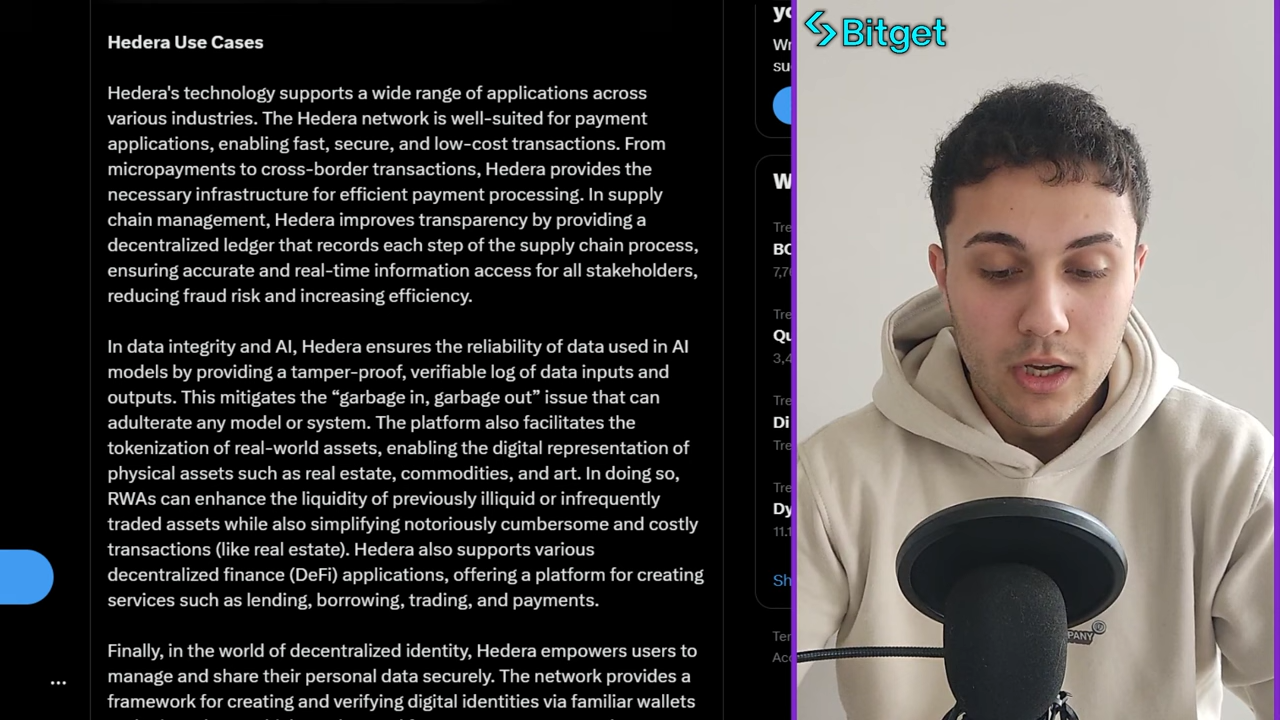 Hedera Use Cases
Hedera's technology supports a wide range of applications across
various industries. The Hedera network is well-suited for payment
applications, enabling fast, secure, and low-cost transactions. From
micropayments to cross-border transactions, Hedera provides the
necessary infrastructure for efficient payment processing. In supply
chain management, Hedera improves transparency by providing a
decentralized ledger that records each step of the supply chain process,
ensuring accurate and real-time information access for all stakeholders,
reducing fraud risk and increasing efficiency.
In data integrity and AI, Hedera ensures the reliability of data used in AI
models by providing a tamper-proof, verifiable log of data inputs and
outputs. This mitigates the “garbage in, garbage out” issue that can
adulterate any model or system. The platform also facilitates the
tokenization of real-world assets, enabling the digital representation of
physical assets such as real estate, commodities, and art. In doing so,
RWAs can enhance the liquidity of previously illiquid or infrequently
traded assets while also simplifying notoriously cumbersome and costly
transactions (like real estate). Hedera also supports various
decentralized finance (DeFi) applications, offering a platform for creating
services such as lending, borrowing, trading, and payments.
Finally, in the world of decentralized identity, Hedera empowers users to
manage and share their personal data securely. The network provides a
framework for creating and verifying digital identities via familiar wallets
...
Bitget